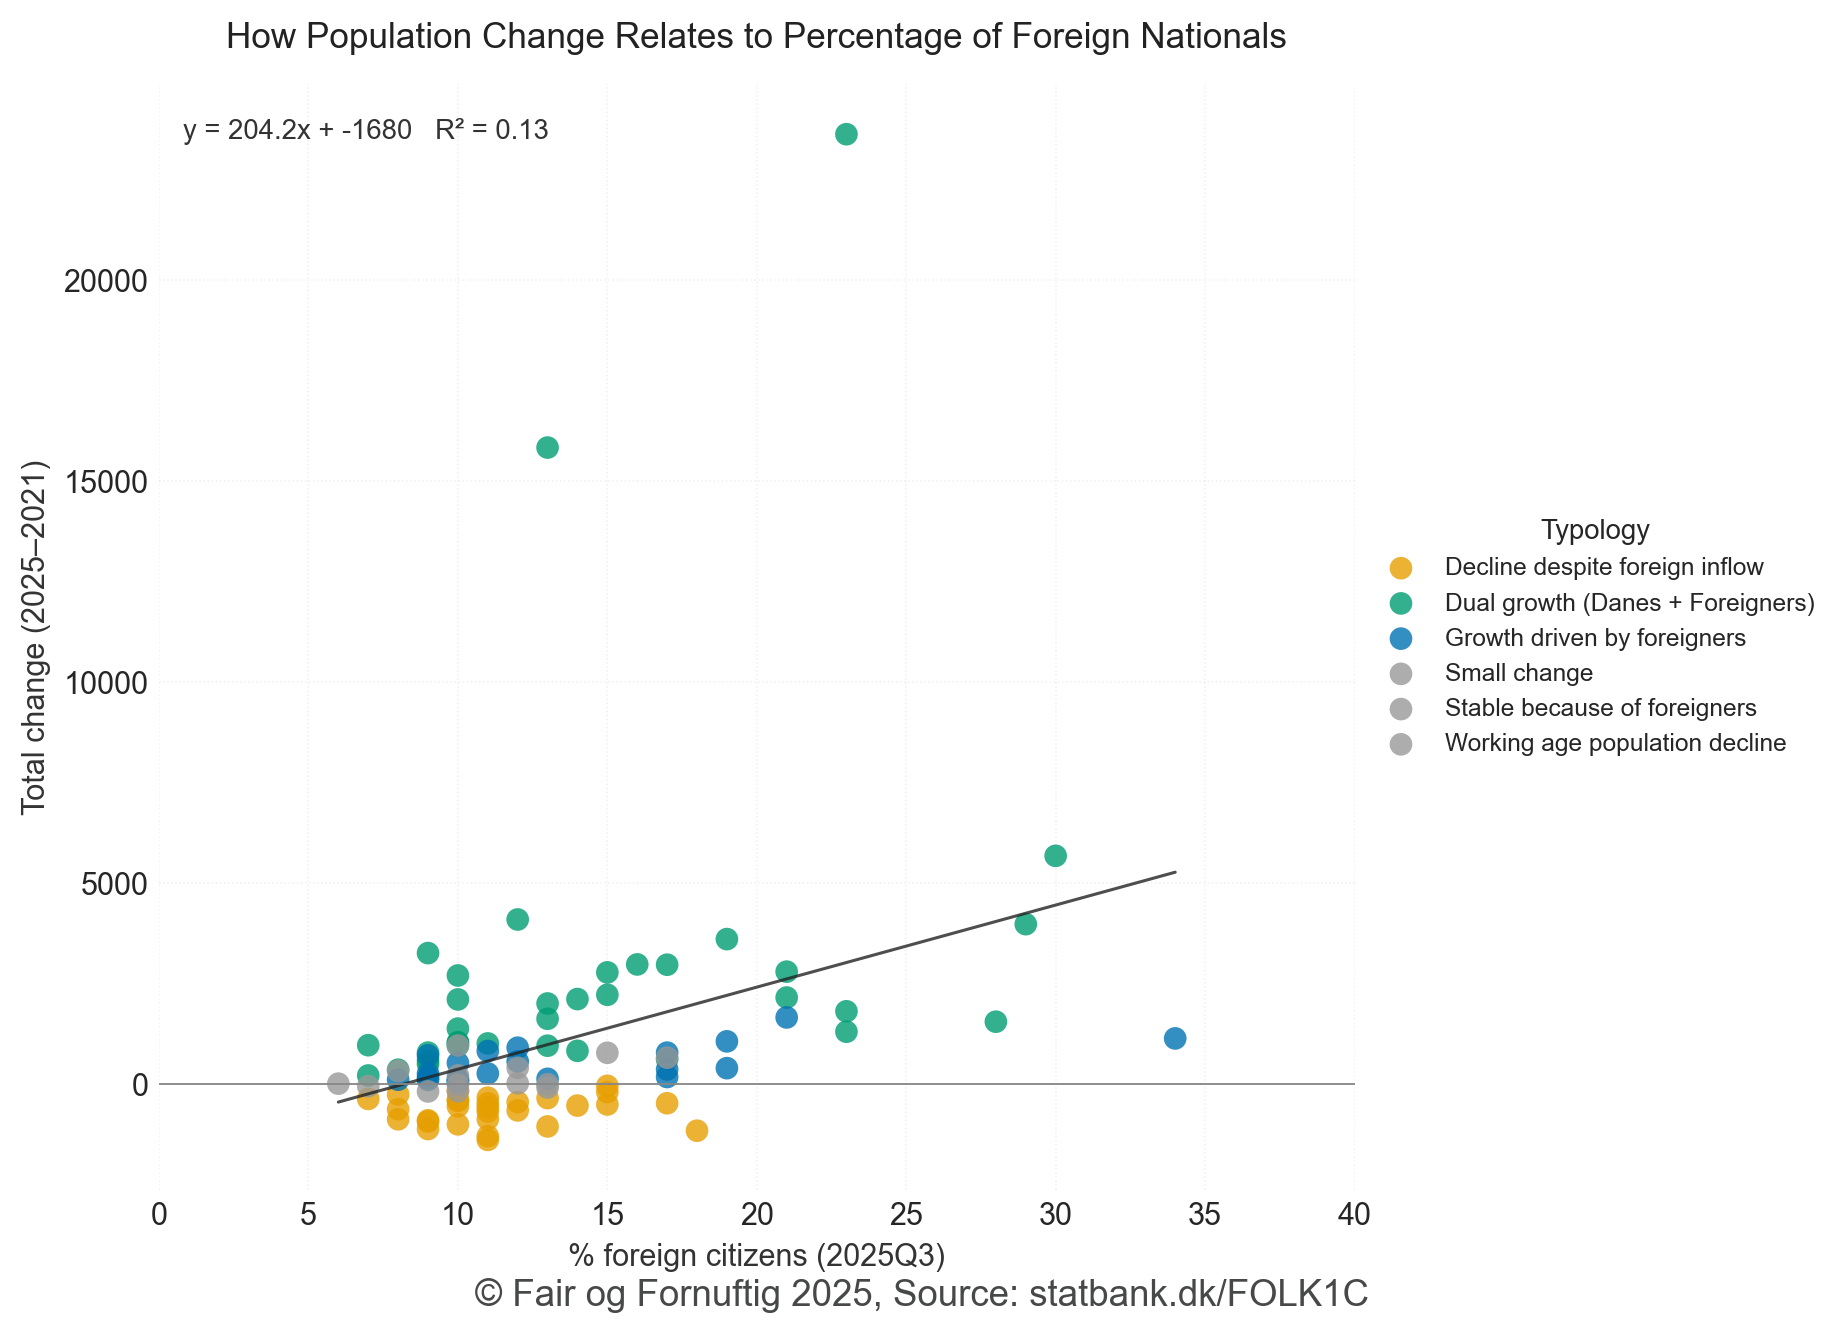 How Population Change Relates to Percentage of Foreign Nationals
y = 204.2x + -1680   R² = 0.13
20000
15000
10000
5000
0
Total change (2025–2021)
0 5 10 15 20 25 30 35 40
% foreign citizens (2025Q3)
Typology
Decline despite foreign inflow
Dual growth (Danes + Foreigners)
Growth driven by foreigners
Small change
Stable because of foreigners
Working age population decline
© Fair og Fornuftig 2025, Source: statbank.dk/FOLK1C